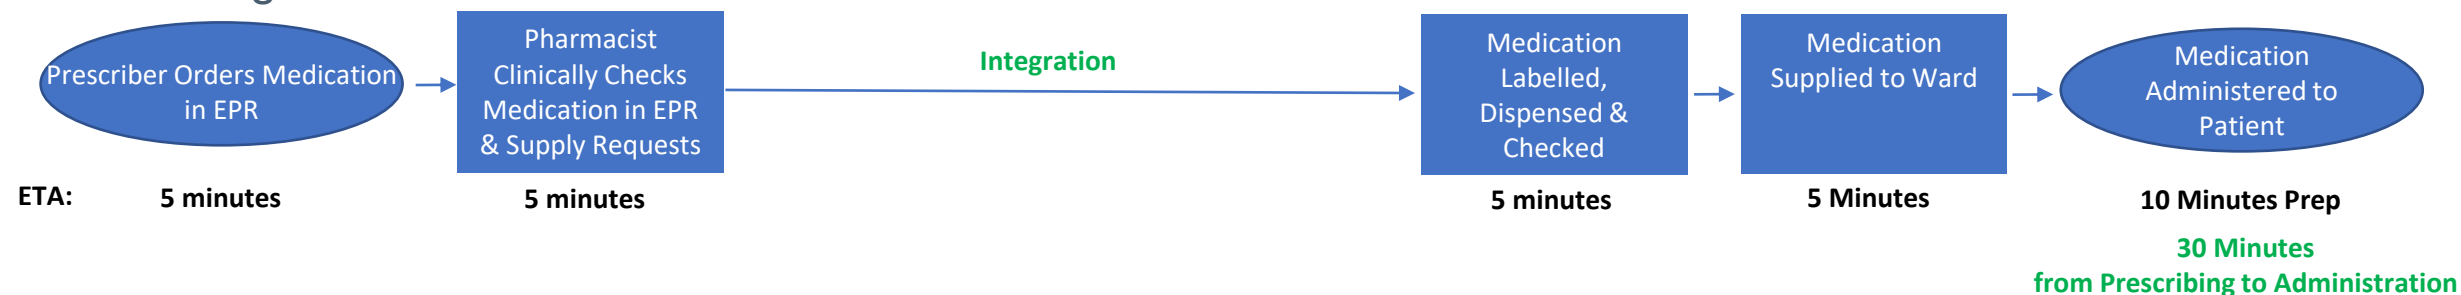 Prescriber Orders Medication
in EPR
Pharmacist
Clinically Checks
Medication in EPR
& Supply Requests
Integration
Medication
Labelled,
Dispensed &
Checked
Medication
Supplied to Ward
Medication
Administered to
Patient
ETA:
5 minutes
5 minutes
5 minutes
5 Minutes
10 Minutes Prep
30 Minutes
from Prescribing to Administration